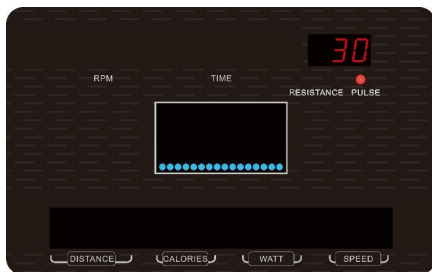 30
RPM TIME
RESISTANCE PULSE
DISTANCE CALORIES WATT SPEED